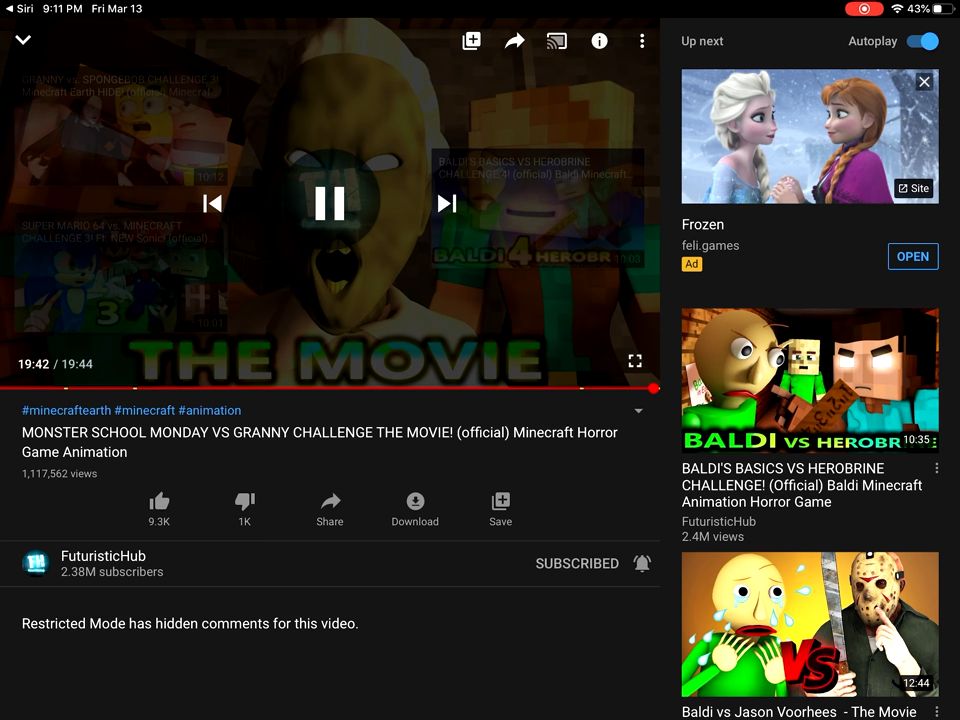 Siri 9:11 PM Fri Mar 13
43%
GRANNY vs. SPONGEBOB CHALLENGE 3!
Minecraft Earth HIDE! (official) Minecraf...
10:12
BALDI'S BASICS VS HEROBRINE
CHALLENGE 4! (official) Baldi Minecraft...
BALDI 4 HEROBR
10:03
SUPER MARIO 64 vs. MINECRAFT
CHALLENGE 3! Ft. NEW Sonic! (official)...
3
10:01
THE MOVIE
19:42 / 19:44
#minecraftearth #minecraft #animation
MONSTER SCHOOL MONDAY VS GRANNY CHALLENGE THE MOVIE! (official) Minecraft Horror
Game Animation
1,117,562 views
9.3K
1K
Share
Download
Save
FuturisticHub
2.38M subscribers
SUBSCRIBED
Restricted Mode has hidden comments for this video.
Up next
Autoplay
Site
Frozen
feli.games
Ad
OPEN
BALDI VS HEROBR
10:35
BALDI'S BASICS VS HEROBRINE
CHALLENGE! (Official) Baldi Minecraft
Animation Horror Game
FuturisticHub
2.4M views
VS
12:44
Baldi vs Jason Voorhees - The Movie